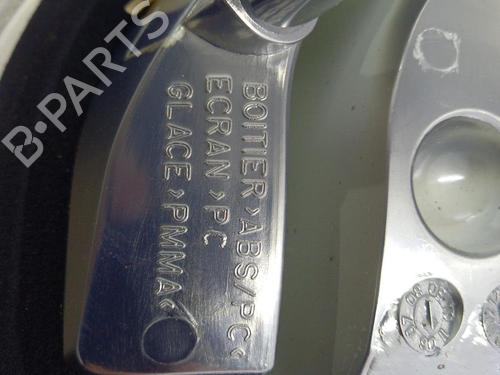 B·PARTS
BOITIER >ABS/PC<
ECRAN >PC
GLACE >PMMA<